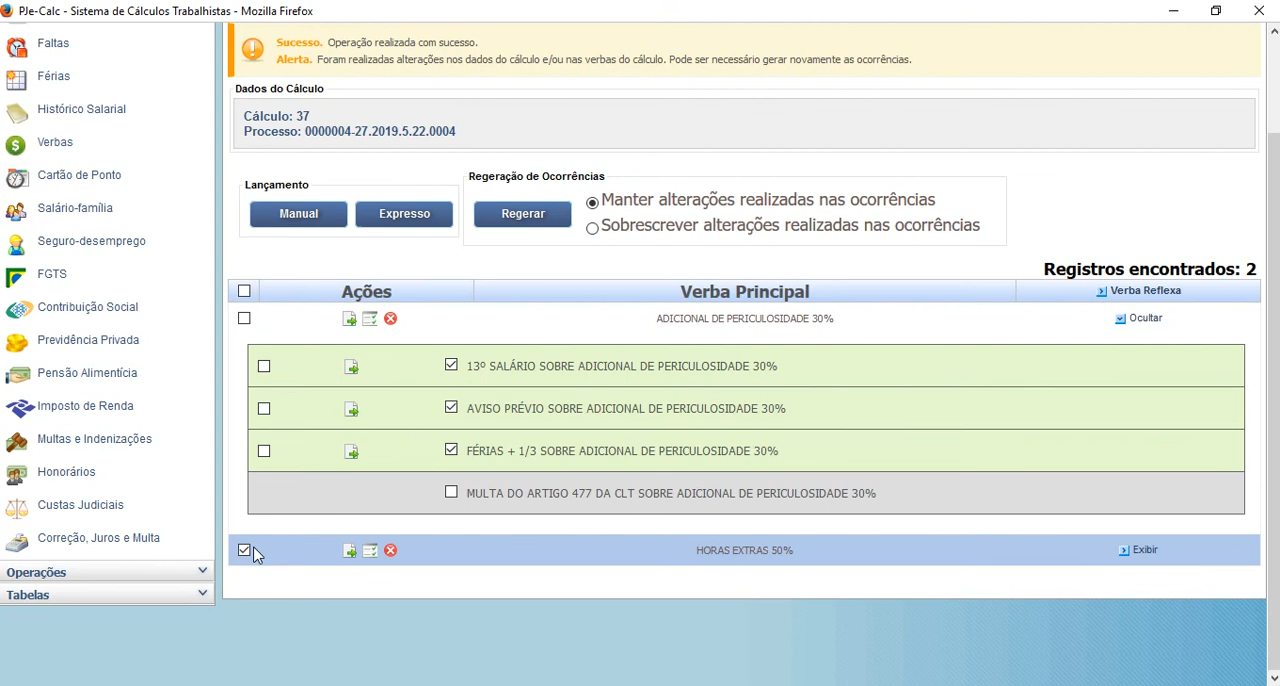 PJe-Calc - Sistema de Cálculos Trabalhistas - Mozilla Firefox
Faltas
Férias
Histórico Salarial
Verbas
Cartão de Ponto
Salário-família
Seguro-desemprego
FGTS
Contribuição Social
Previdência Privada
Pensão Alimentícia
Imposto de Renda
Multas e Indenizações
Honorários
Custas Judiciais
Correção, Juros e Multa
Operações
Tabelas
Sucesso. Operação realizada com sucesso.
Alerta. Foram realizadas alterações nos dados do cálculo e/ou nas verbas do cálculo. Pode ser necessário gerar novamente as ocorrências.
Dados do Cálculo
Cálculo: 37
Processo: 0000004-27.2019.5.22.0004
Lançamento
Manual Expresso
Regeração de Ocorrências
Regerar
Manter alterações realizadas nas ocorrências
Sobrescrever alterações realizadas nas ocorrências
Registros encontrados: 2
Ações Verba Principal Verba Reflexa
ADICIONAL DE PERICULOSIDADE 30% Ocultar
13º SALÁRIO SOBRE ADICIONAL DE PERICULOSIDADE 30%
AVISO PRÉVIO SOBRE ADICIONAL DE PERICULOSIDADE 30%
FÉRIAS + 1/3 SOBRE ADICIONAL DE PERICULOSIDADE 30%
MULTA DO ARTIGO 477 DA CLT SOBRE ADICIONAL DE PERICULOSIDADE 30%
HORAS EXTRAS 50% Exibir